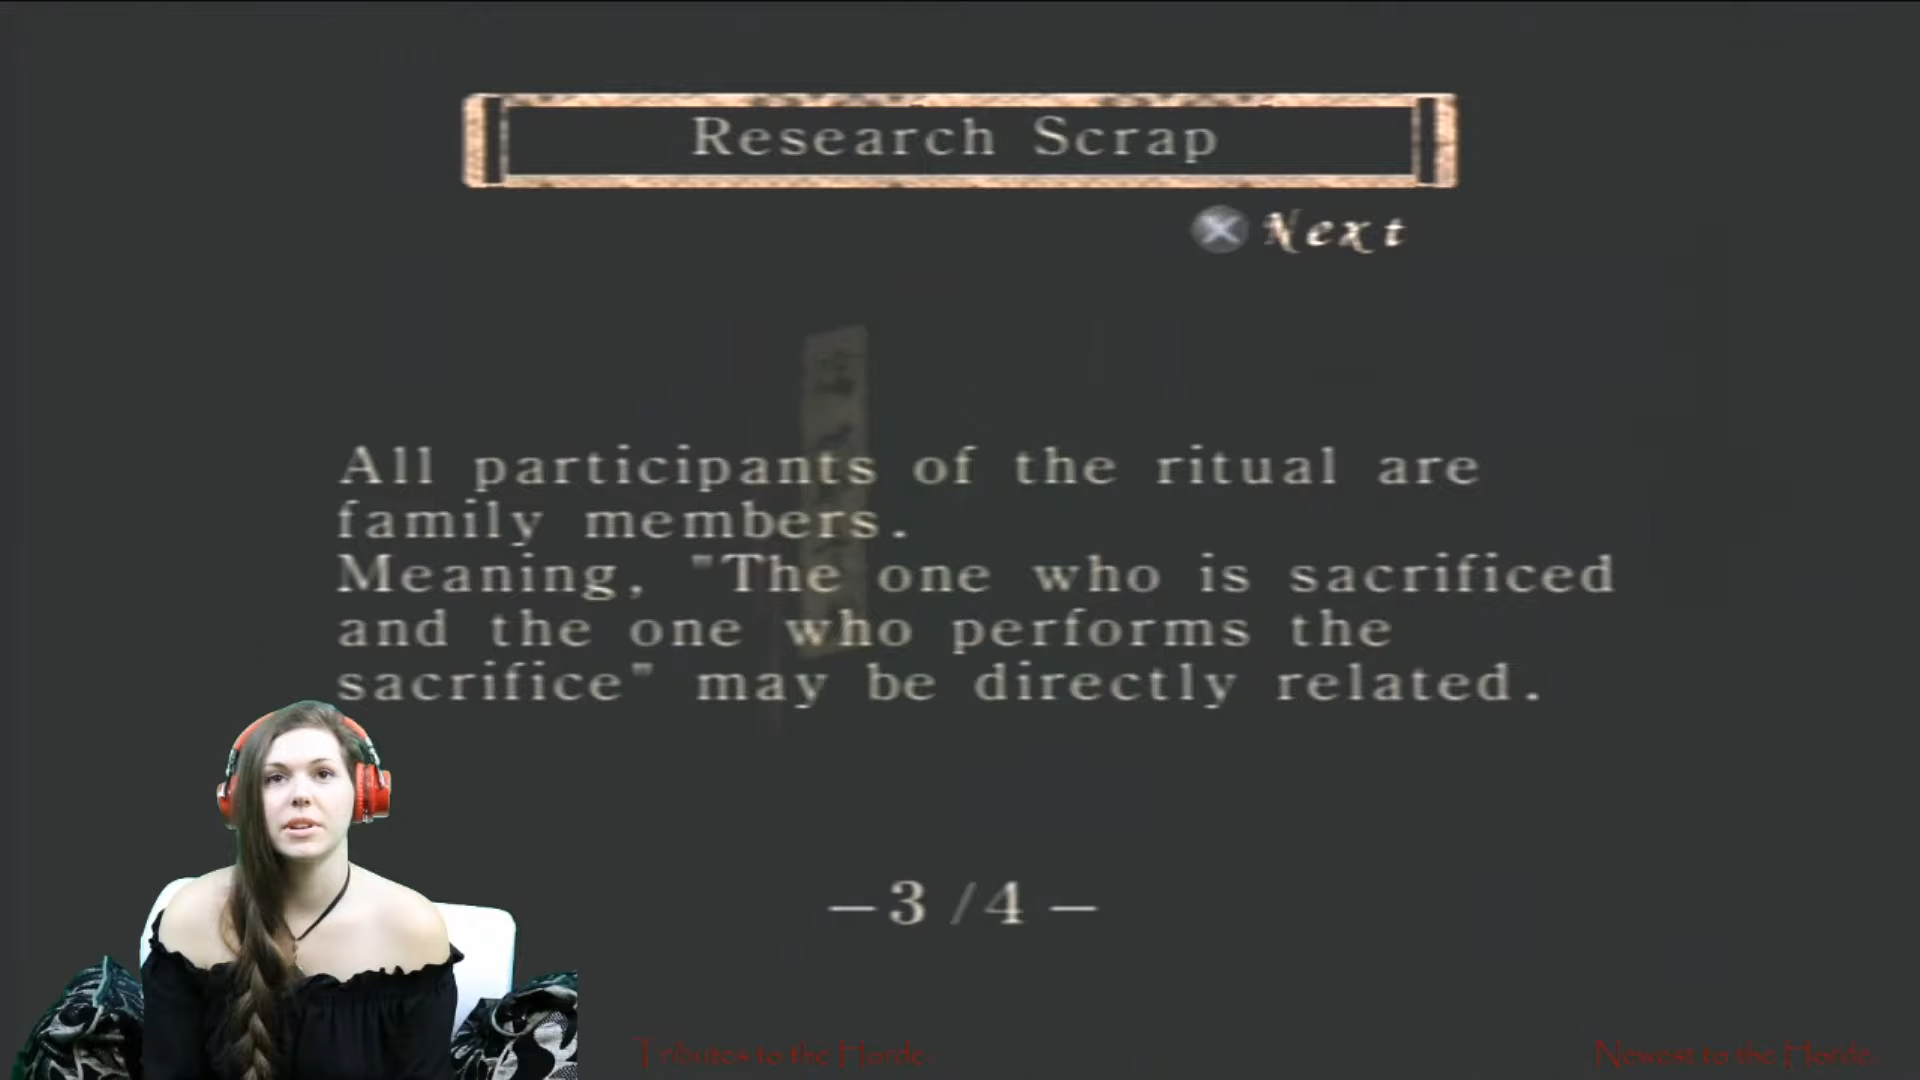 Research Scrap
Next
All participants of the ritual are
family members.
Meaning, "The one who is sacrificed
and the one who performs the
sacrifice" may be directly related.
—3/4—
Tributes to the Horde
Newest to the Horde